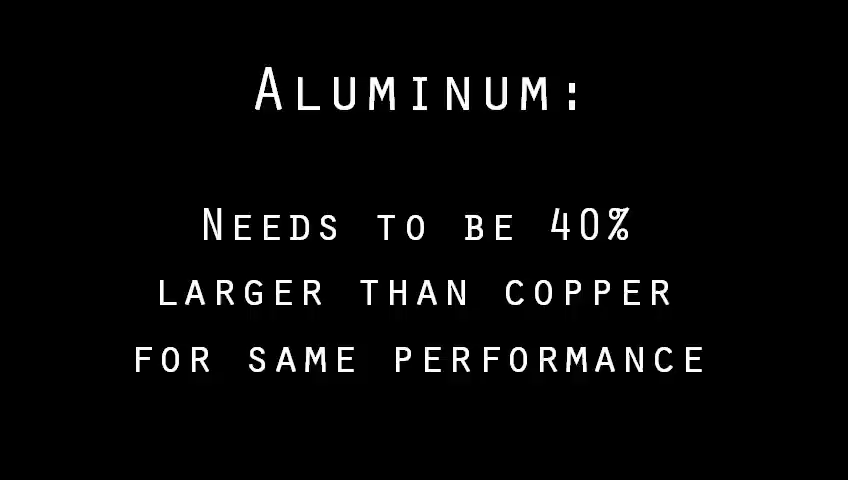 Aluminum:
Needs to be 40%
larger than copper
for same performance